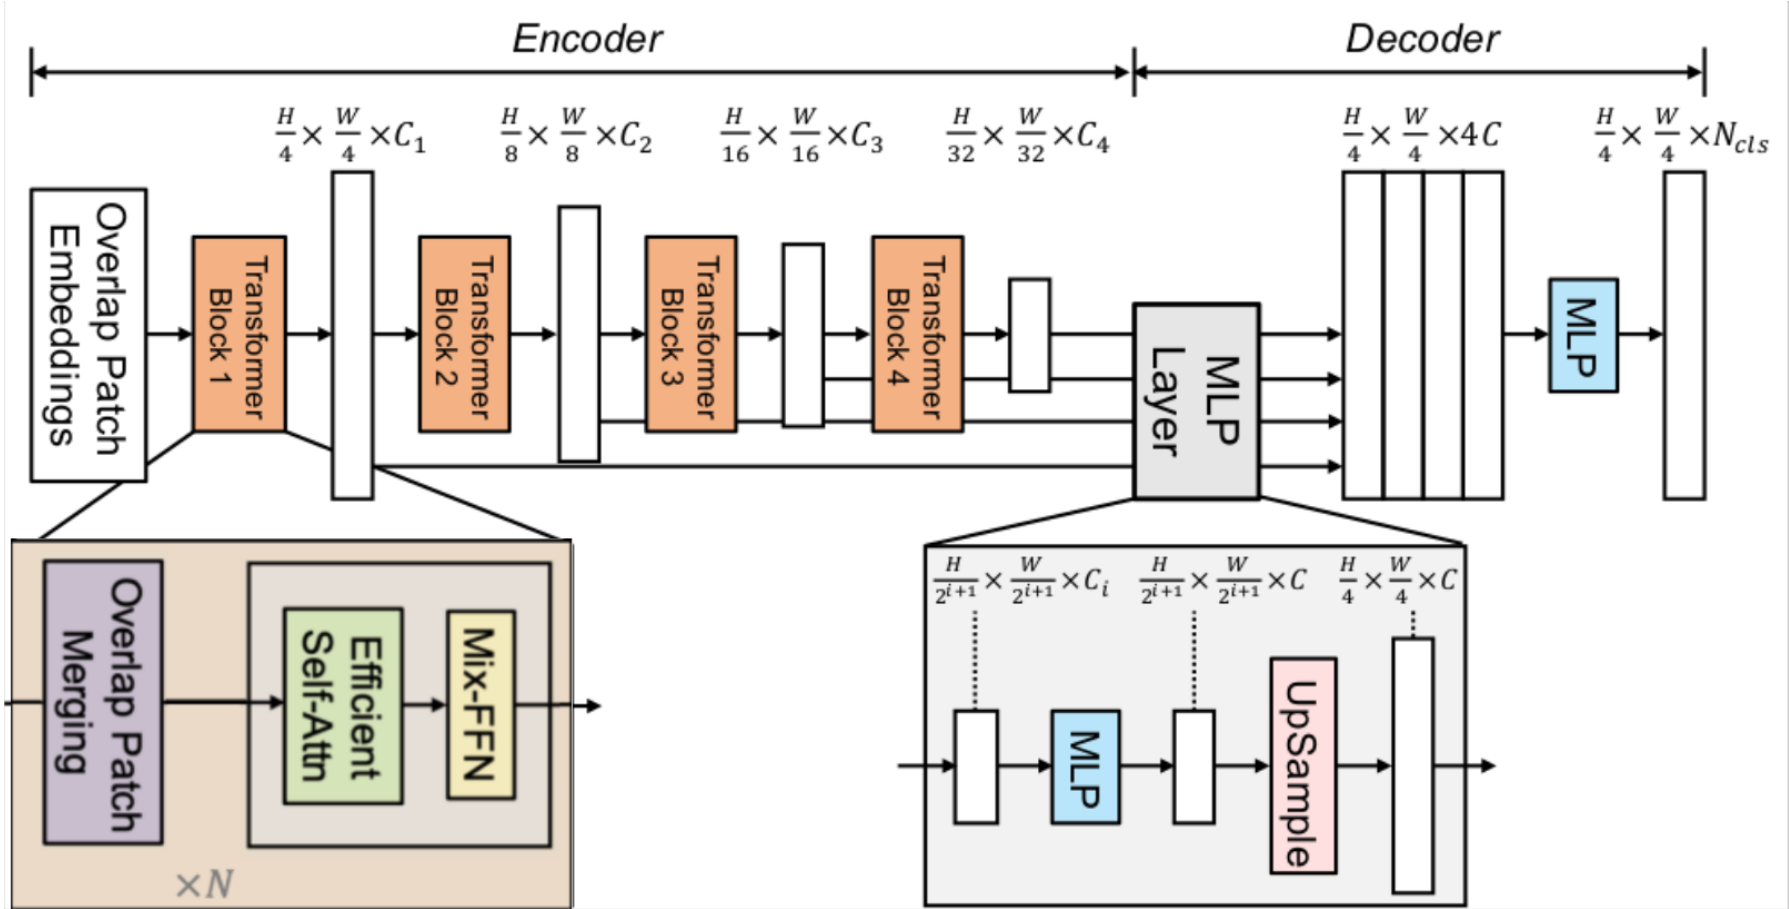 Encoder
Decoder
H/4 × W/4 × C₁
H/8 × W/8 × C₂
H/16 × W/16 × C₃
H/32 × W/32 × C₄
H/4 × W/4 × 4C
H/4 × W/4 × N_cls
Overlap Patch
Embeddings
Transformer
Block 1
Transformer
Block 2
Transformer
Block 3
Transformer
Block 4
MLP
Layer
MLP
Overlap Patch
Merging
Efficient
Self-Attn
Mix-FFN
×N
H/2^{i+1} × W/2^{i+1} × C_i
H/2^{i+1} × W/2^{i+1} × C
H/4 × W/4 × C
MLP
UpSample